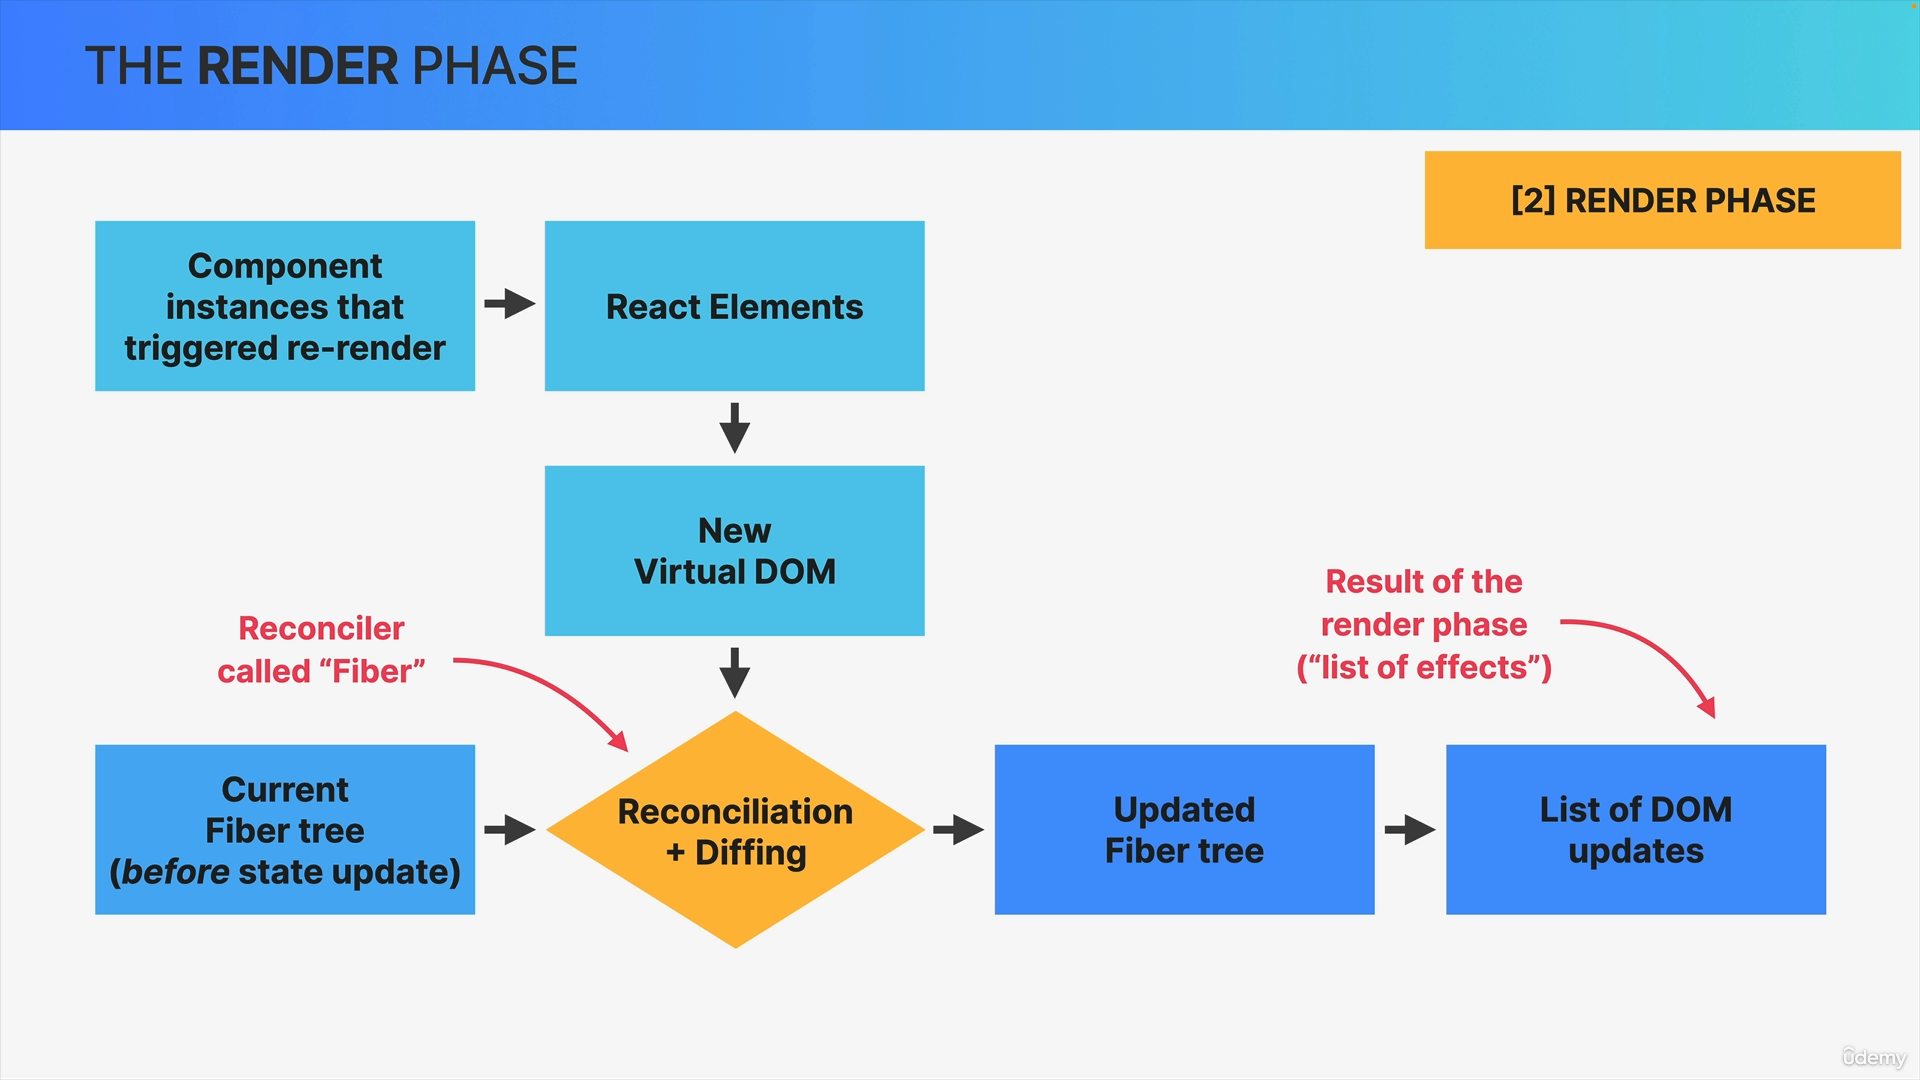 THE RENDER PHASE
[2] RENDER PHASE
Component
instances that
triggered re-render
React Elements
New
Virtual DOM
Reconciler
called “Fiber”
Result of the
render phase
(“list of effects”)
Current
Fiber tree
(before state update)
Reconciliation
+ Diffing
Updated
Fiber tree
List of DOM
updates
ûdemy